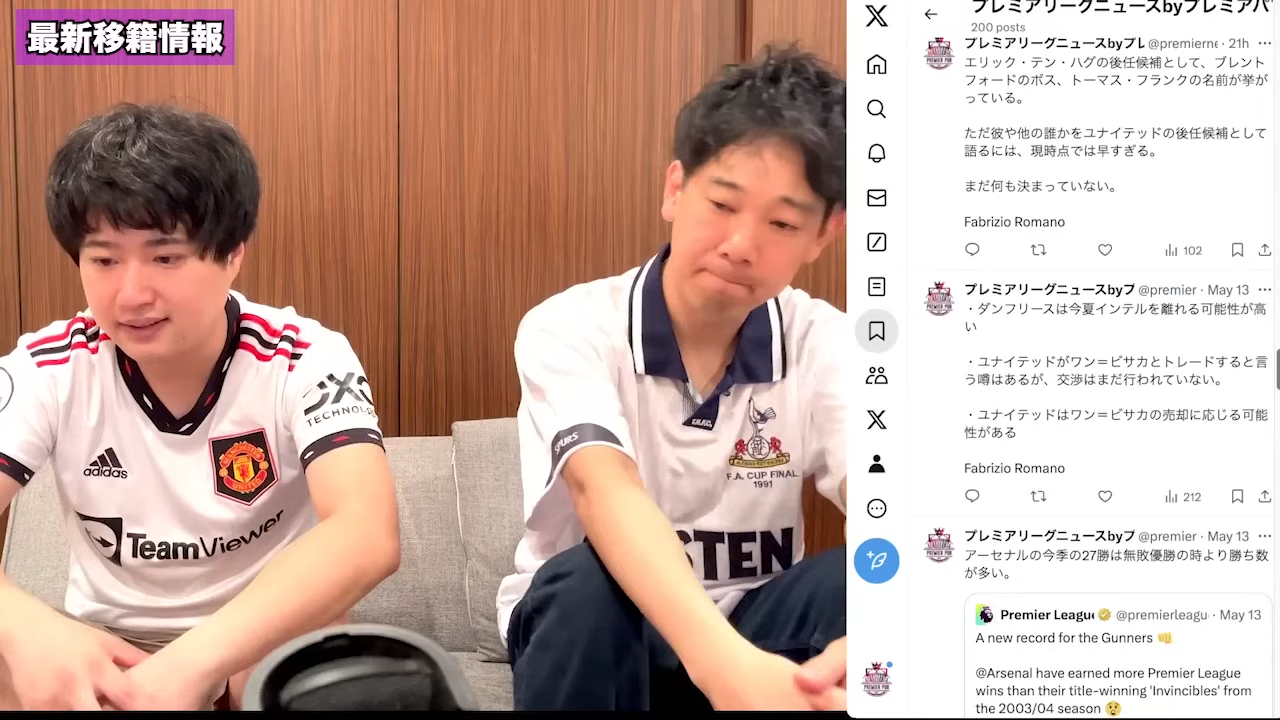 最新移籍情報
adidas
MANCHESTER
UNITED
TeamViewer
DXC
TECHNOLO
SPURS
F.A. CUP FINAL
1991
STEN
プレミアリーグニュースbyプレミアパ
200 posts
プレミアリーグニュースbyプレ @premierne · 21h
エリック・テン・ハグの後任候補として、ブレント
フォードのボス、トーマス・フランクの名前が挙が
っている。
ただ彼や他の誰かをユナイテッドの後任候補として
語るには、現時点では早すぎる。
まだ何も決まっていない。
Fabrizio Romano
102
プレミアリーグニュースbyプ @premier · May 13
・ダンフリースは今夏インテルを離れる可能性が高
い
・ユナイテッドがワン＝ビサカとトレードすると言
う噂はあるが、交渉はまだ行われていない。
・ユナイテッドはワン＝ビサカの売却に応じる可能
性がある
Fabrizio Romano
212
プレミアリーグニュースbyプ @premier · May 13
アーセナルの今季の27勝は無敗優勝の時より勝ち数
が多い。
Premier League @premierleagu · May 13
A new record for the Gunners 👊
@Arsenal have earned more Premier League
wins than their title-winning 'Invincibles' from
the 2003/04 season 😲